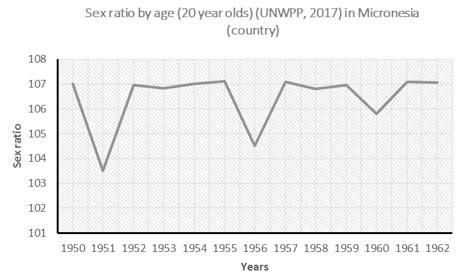 Sex ratio by age (20 year olds) (UNWPP, 2017) in Micronesia
(country)
108
107
106
105
104
103
102
101
Sex ratio
1950 1951 1952 1953 1954 1955 1956 1957 1958 1959 1960 1961 1962
Years